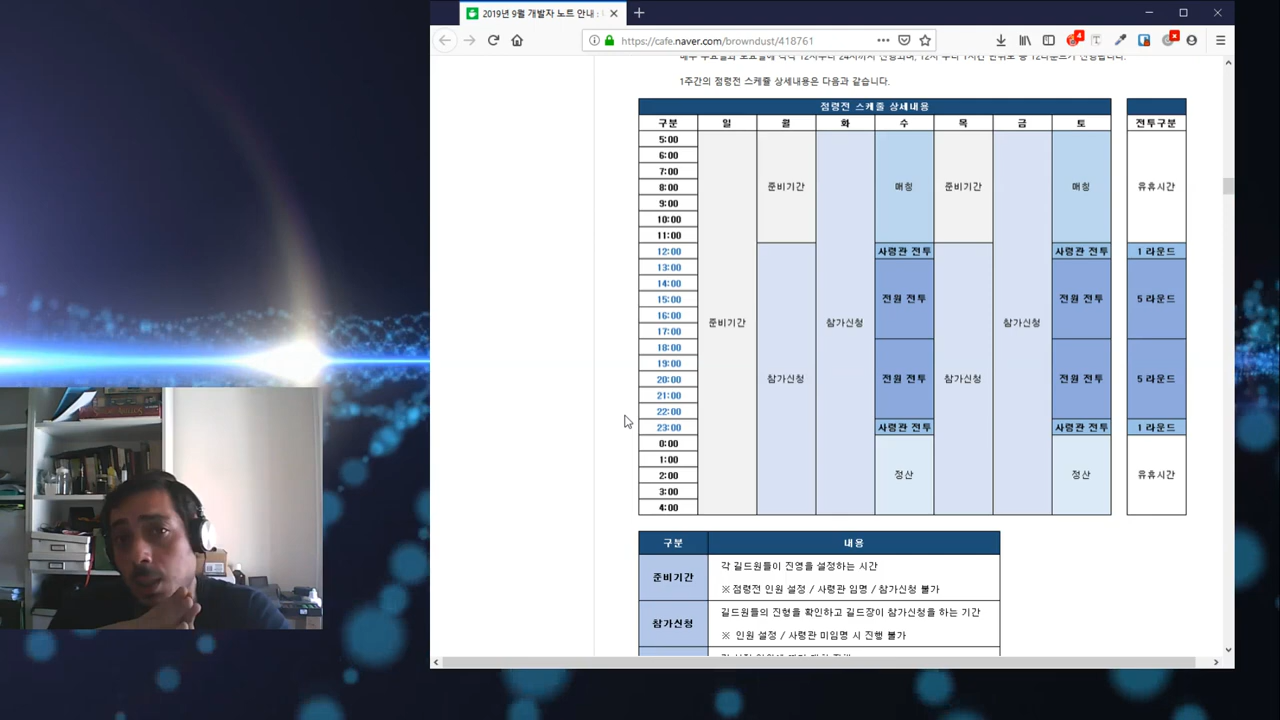 2019년 9월 개발자 노트 안내 :
https://cafe.naver.com/browndust/418761
4
1주간의 점령전 스케쥴 상세내용은 다음과 같습니다.
점령전 스케줄 상세내용
구분 일 월 화 수 목 금 토 전투구분
5:00
6:00
7:00
8:00 준비기간 매칭 준비기간 매칭 유휴시간
9:00
10:00
11:00
12:00 사령관 전투 사령관 전투 1 라운드
13:00
14:00
15:00 전원 전투 전원 전투 5 라운드
16:00
준비기간 참가신청 참가신청
17:00
18:00
19:00
20:00 참가신청 전원 전투 참가신청 전원 전투 5 라운드
21:00
22:00
23:00 사령관 전투 사령관 전투 1 라운드
0:00
1:00
2:00 정산 정산 유휴시간
3:00
4:00
구분 내용
준비기간
각 길드원들이 진영을 설정하는 시간
※ 점령전 인원 설정 / 사령관 임명 / 참가신청 불가
참가신청
길드원들의 진행을 확인하고 길드장이 참가신청을 하는 기간
※ 인원 설정 / 사령관 미임명 시 진행 불가